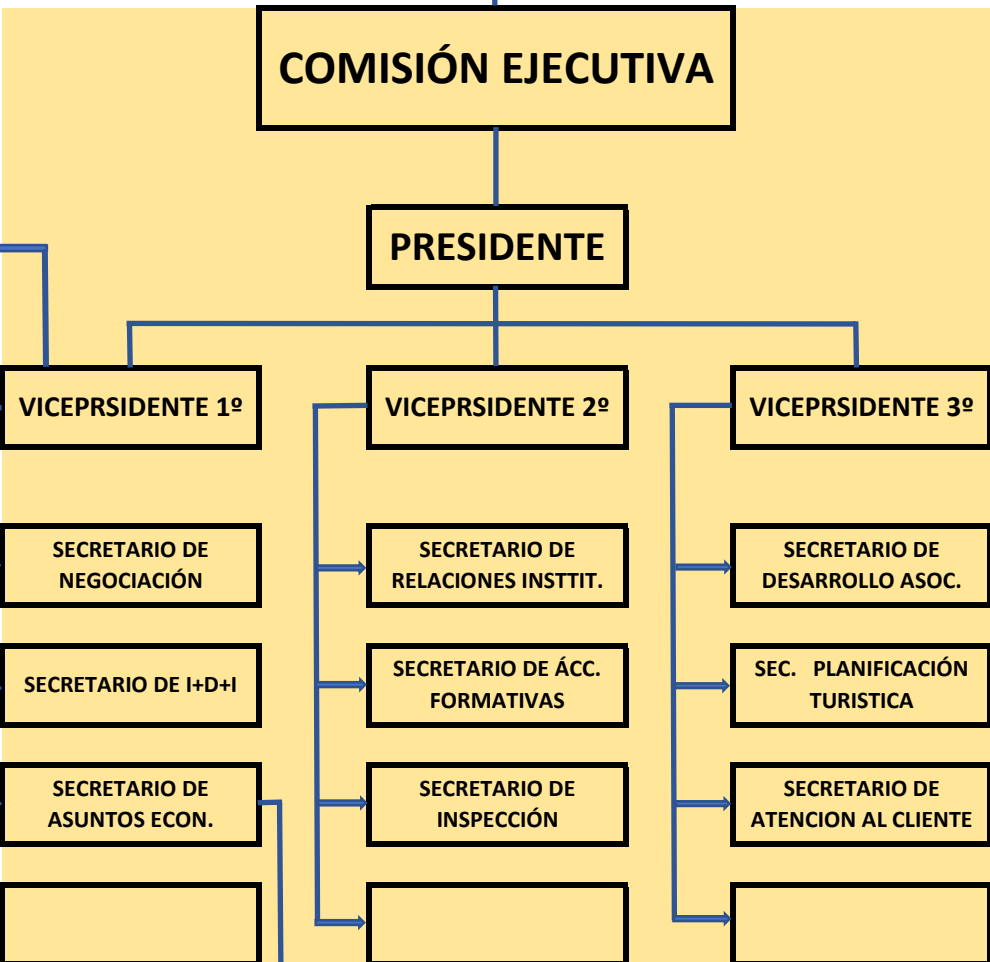 COMISIÓN EJECUTIVA
PRESIDENTE
VICEPRSIDENTE 1º
VICEPRSIDENTE 2º
VICEPRSIDENTE 3º
SECRETARIO DE
NEGOCIACIÓN
SECRETARIO DE
RELACIONES INSTTIT.
SECRETARIO DE
DESARROLLO ASOC.
SECRETARIO DE I+D+I
SECRETARIO DE ÁCC.
FORMATIVAS
SEC. PLANIFICACIÓN
TURISTICA
SECRETARIO DE
ASUNTOS ECON.
SECRETARIO DE
INSPECCIÓN
SECRETARIO DE
ATENCION AL CLIENTE